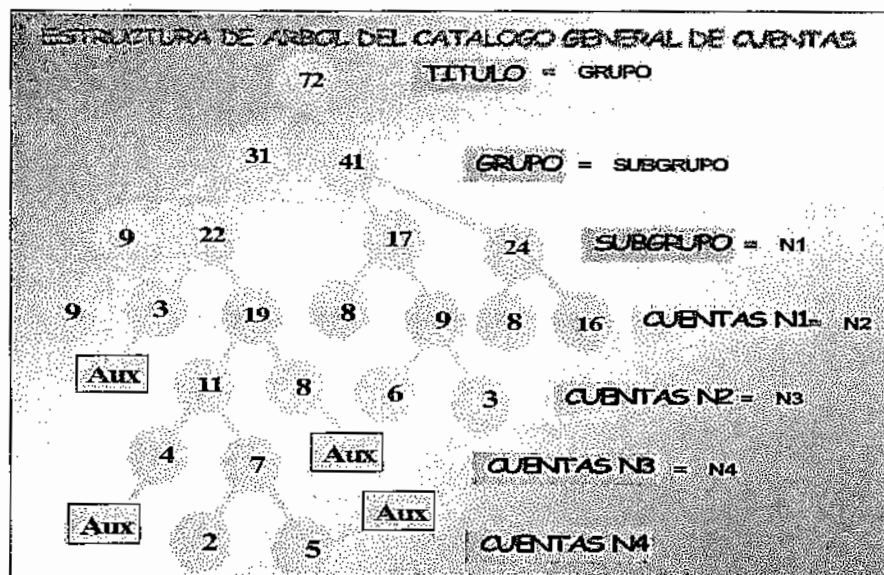 ESTRUCTURA DE ARBOL DEL CATALOGO GENERAL DE CUENTAS
72 TITULO = GRUPO
31 41 GRUPO = SUBGRUPO
9 22 17 24 SUBGRUPO = N1
9 3 19 8 9 8 16 CUENTAS N1= N2
Aux 11 8 6 3 CUENTAS N2 = N3
4 7 Aux CUENTAS N3 = N4
Aux Aux
2 5 CUENTAS N4